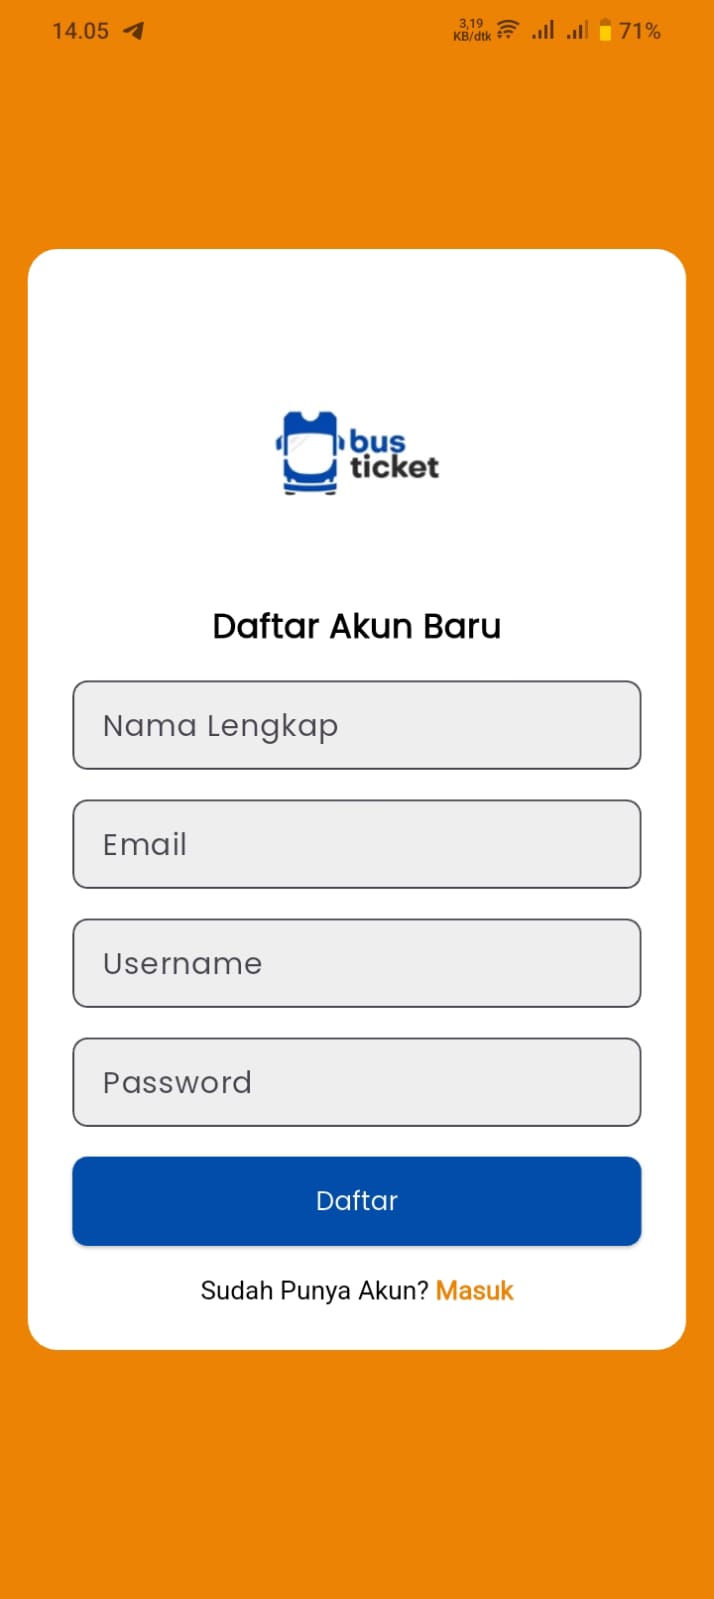 14.05
3,19
KB/dtk
71%
bus
ticket
Daftar Akun Baru
Nama Lengkap
Email
Username
Password
Daftar
Sudah Punya Akun? Masuk